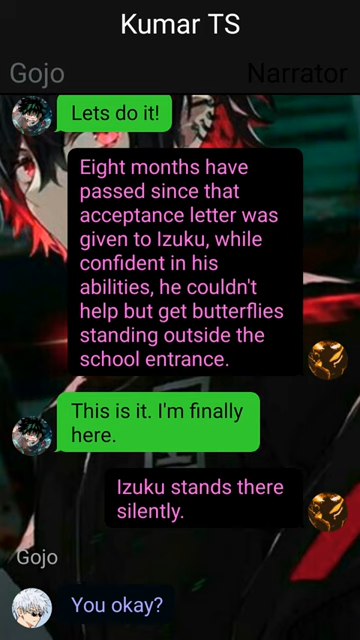 Kumar TS
Gojo
Narrator
Lets do it!
Eight months have
passed since that
acceptance letter was
given to Izuku, while
confident in his
abilities, he couldn't
help but get butterflies
standing outside the
school entrance.
This is it. I'm finally
here.
Izuku stands there
silently.
Gojo
You okay?